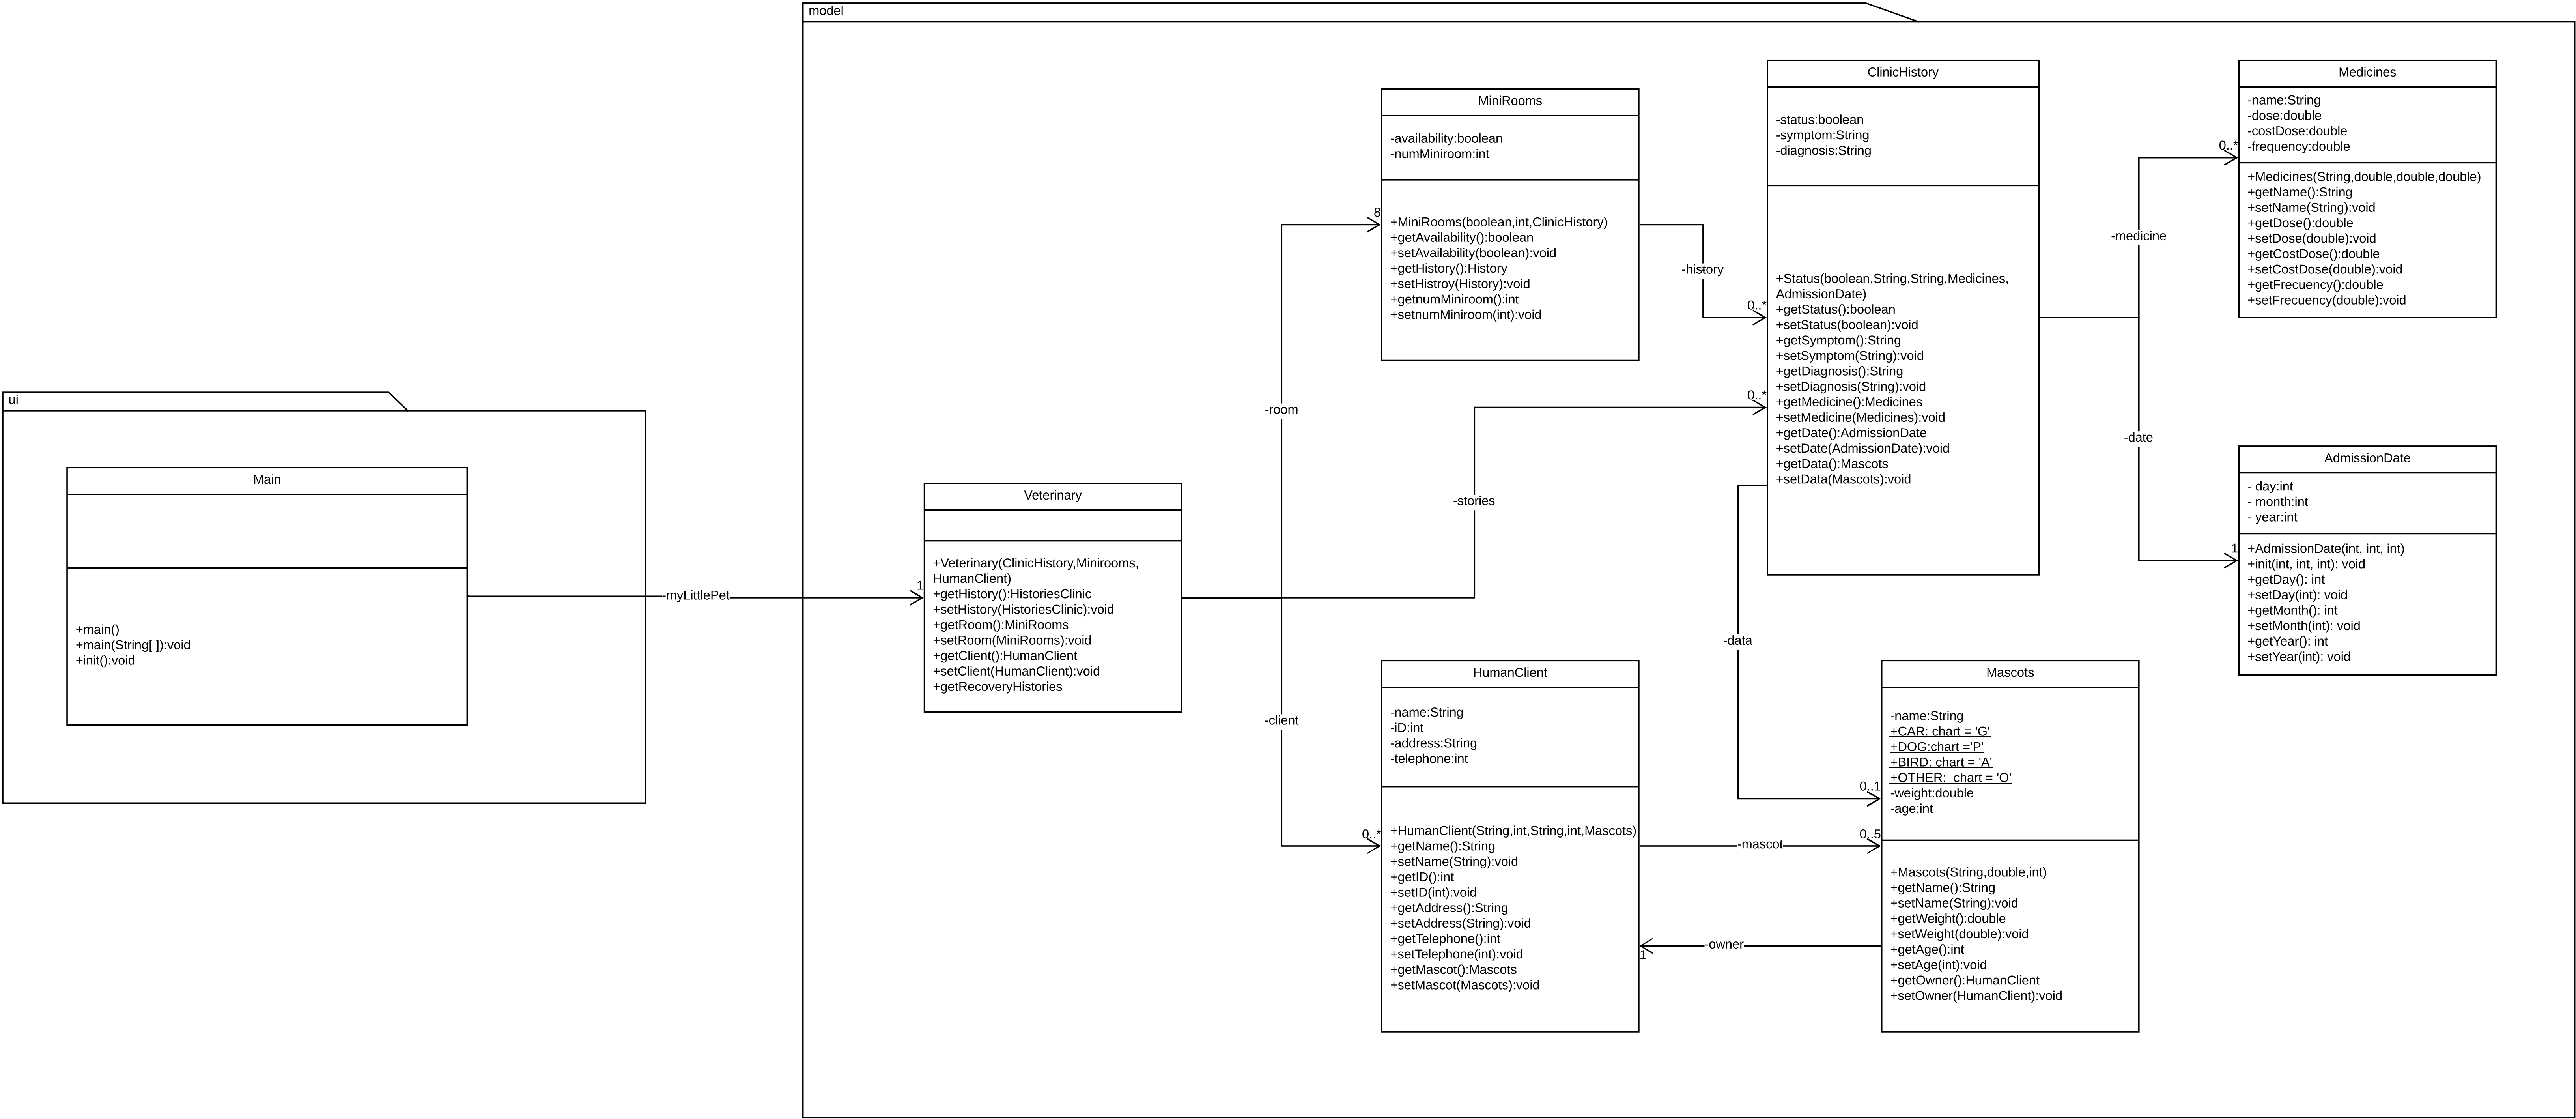 model
ui
Main
+main()
+main(String[ ]):void
+init():void
-myLittlePet
1
Veterinary
+Veterinary(ClinicHistory,Minirooms,
HumanClient)
+getHistory():HistoriesClinic
+setHistory(HistoriesClinic):void
+getRoom():MiniRooms
+setRoom(MiniRooms):void
+getClient():HumanClient
+setClient(HumanClient):void
+getRecoveryHistories
-room
8
-stories
0..*
-client
0..*
MiniRooms
-availability:boolean
-numMiniroom:int
+MiniRooms(boolean,int,ClinicHistory)
+getAvailability():boolean
+setAvailability(boolean):void
+getHistory():History
+setHistroy(History):void
+getnumMiniroom():int
+setnumMiniroom(int):void
-history
0..*
ClinicHistory
-status:boolean
-symptom:String
-diagnosis:String
+Status(boolean,String,String,Medicines,
AdmissionDate)
+getStatus():boolean
+setStatus(boolean):void
+getSymptom():String
+setSymptom(String):void
+getDiagnosis():String
+setDiagnosis(String):void
+getMedicine():Medicines
+setMedicine(Medicines):void
+getDate():AdmissionDate
+setDate(AdmissionDate):void
+getData():Mascots
+setData(Mascots):void
-medicine
0..*
-date
1
-data
0..1
Medicines
-name:String
-dose:double
-costDose:double
-frequency:double
+Medicines(String,double,double,double)
+getName():String
+setName(String):void
+getDose():double
+setDose(double):void
+getCostDose():double
+setCostDose(double):void
+getFrecuency():double
+setFrecuency(double):void
AdmissionDate
- day:int
- month:int
- year:int
+AdmissionDate(int, int, int)
+init(int, int, int): void
+getDay(): int
+setDay(int): void
+getMonth(): int
+setMonth(int): void
+getYear(): int
+setYear(int): void
HumanClient
-name:String
-iD:int
-address:String
-telephone:int
+HumanClient(String,int,String,int,Mascots)
+getName():String
+setName(String):void
+getID():int
+setID(int):void
+getAddress():String
+setAddress(String):void
+getTelephone():int
+setTelephone(int):void
+getMascot():Mascots
+setMascot(Mascots):void
-mascot
0..5
-owner
1
Mascots
-name:String
+CAR: chart = 'G'
+DOG:chart ='P'
+BIRD: chart = 'A'
+OTHER:  chart = 'O'
-weight:double
-age:int
+Mascots(String,double,int)
+getName():String
+setName(String):void
+getWeight():double
+setWeight(double):void
+getAge():int
+setAge(int):void
+getOwner():HumanClient
+setOwner(HumanClient):void